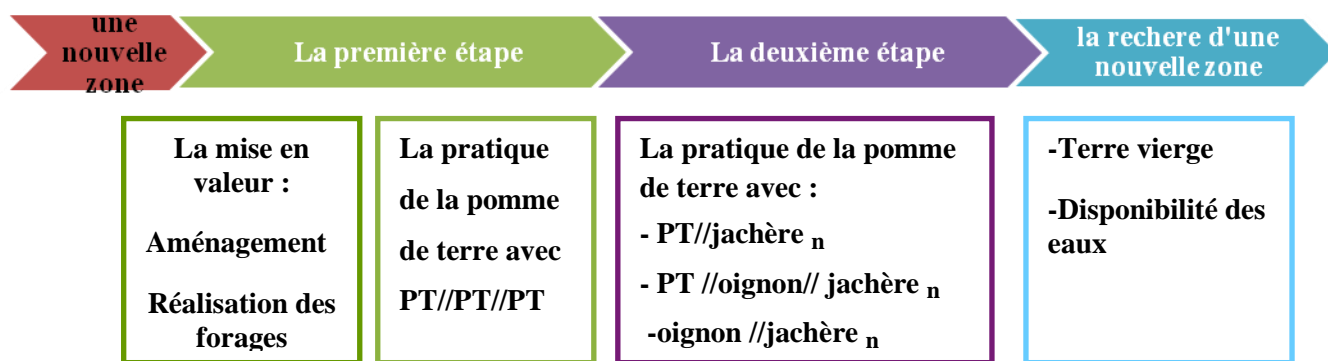 une
nouvelle
zone
La première étape
La deuxième étape
la rechere d'une
nouvelle zone
La mise en
valeur :
Aménagement
Réalisation des
forages
La pratique
de la pomme
de terre avec
PT//PT//PT
La pratique de la pomme
de terre avec :
- PT//jachère n
- PT //oignon// jachère n
-oignon //jachère n
-Terre vierge
-Disponibilité des
eaux